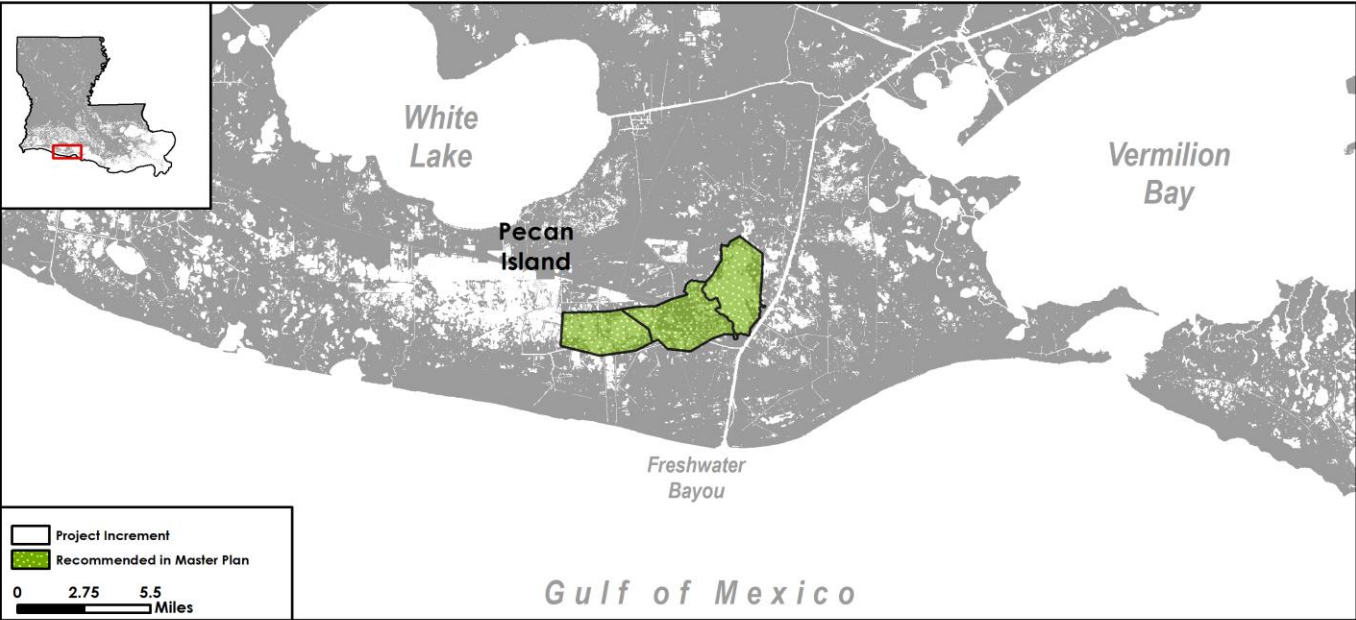 White
Lake
Vermilion
Bay
Pecan
Island
Freshwater
Bayou
Project Increment
Recommended in Master Plan
0 2.75 5.5
Miles
Gulf of Mexico